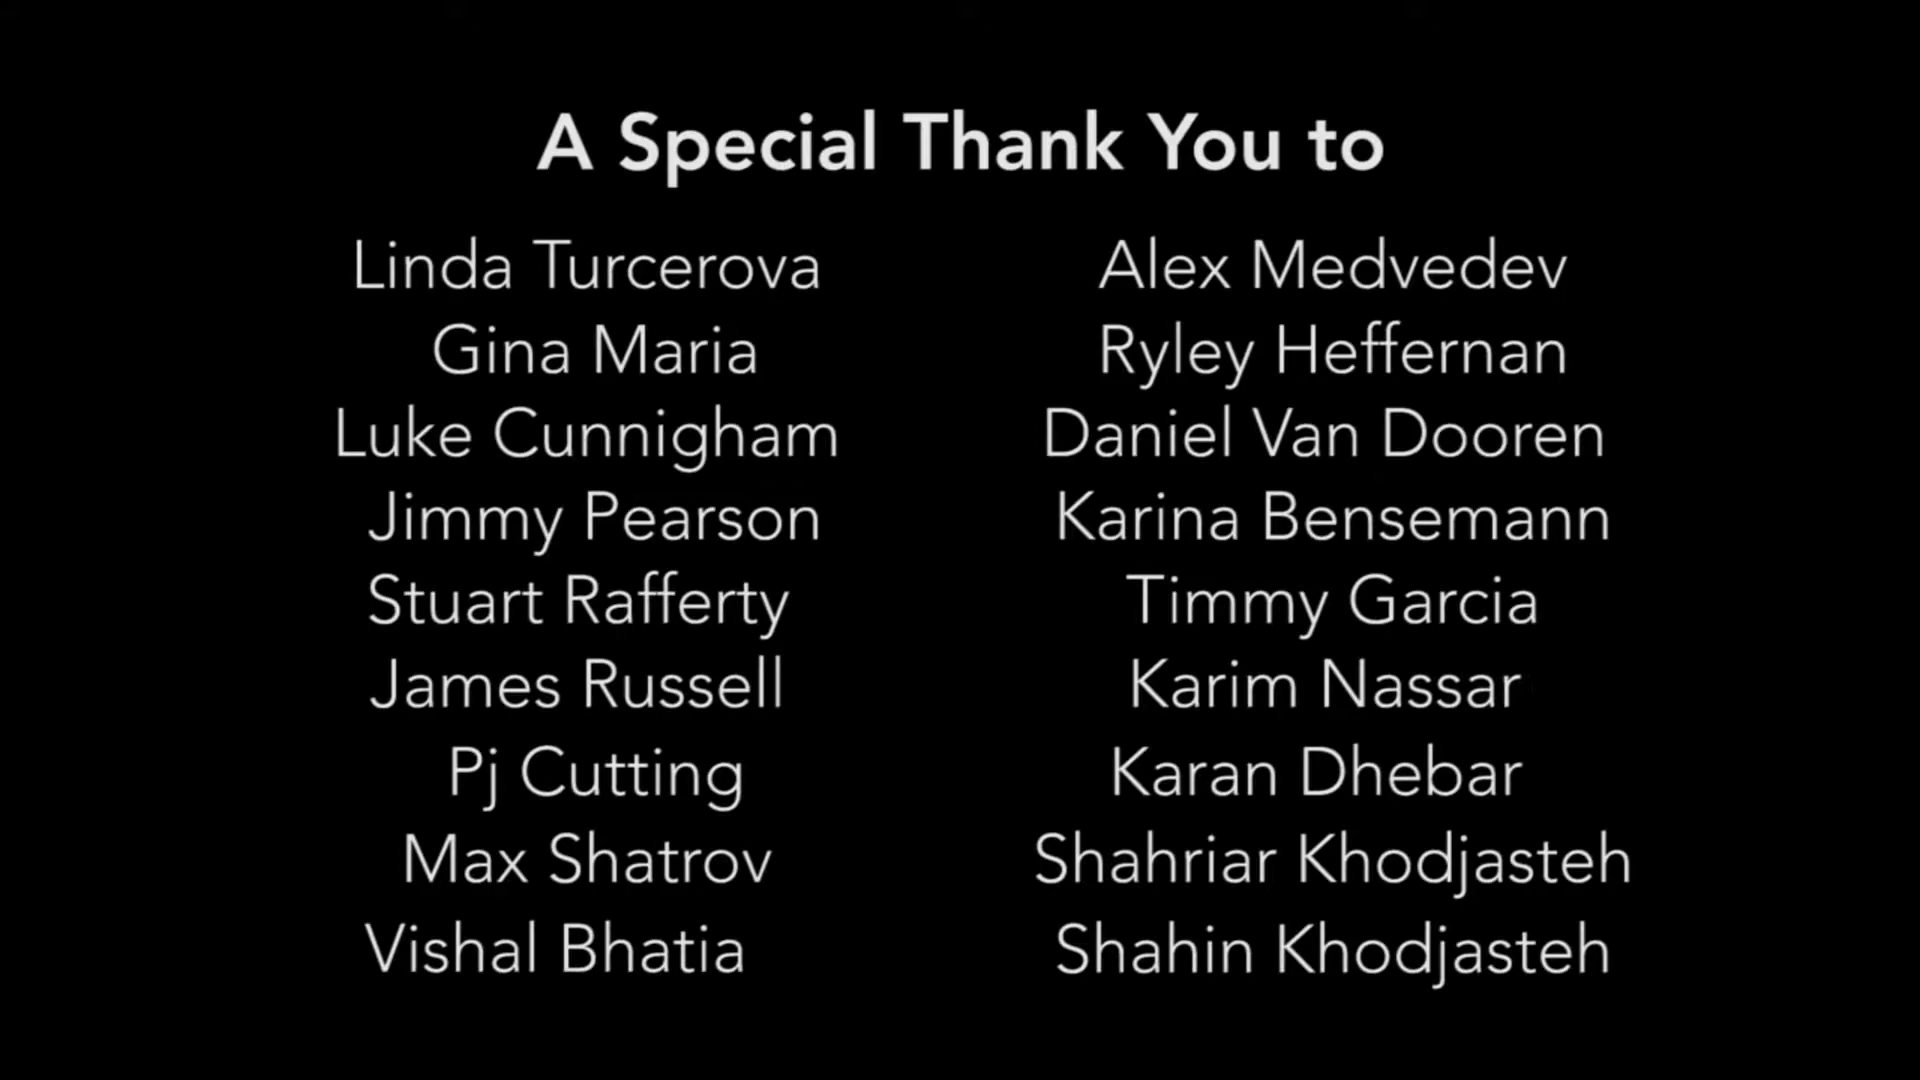 A Special Thank You to
Linda Turcerova
Gina Maria
Luke Cunnigham
Jimmy Pearson
Stuart Rafferty
James Russell
Pj Cutting
Max Shatrov
Vishal Bhatia
Alex Medvedev
Ryley Heffernan
Daniel Van Dooren
Karina Bensemann
Timmy Garcia
Karim Nassar
Karan Dhebar
Shahriar Khodjasteh
Shahin Khodjasteh